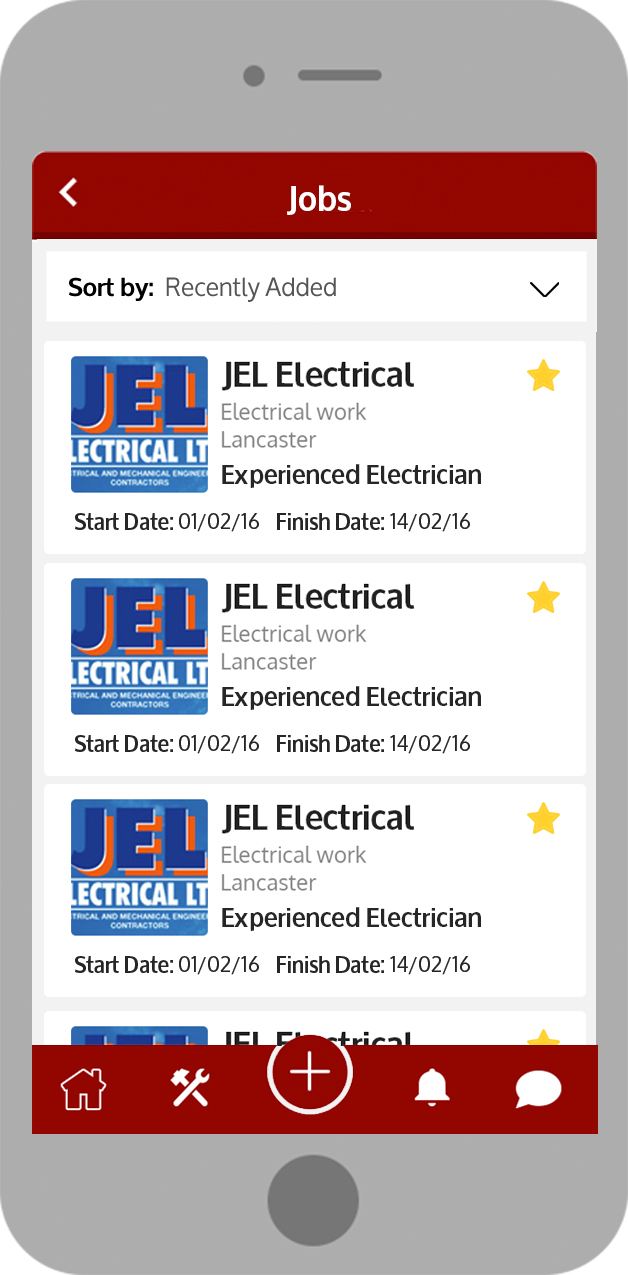 Jobs
Sort by: Recently Added
JEL Electrical
JEL
Electrical work
Lancaster
LECTRICAL LT
Experienced Electrician
TRICAL AND MECHANICAL ENGINEE
CONTRACTORS
Start Date: 01/02/16 Finish Date: 14/02/16
JEL Electrical
JEL
Electrical work
Lancaster
LECTRICAL LT
Experienced Electrician
TRICAL AND MECHANICAL ENGINEE
CONTRACTORS
Start Date: 01/02/16 Finish Date: 14/02/16
JEL Electrical
JEL
Electrical work
Lancaster
LECTRICAL LT
Experienced Electrician
TRICAL AND MECHANICAL ENGINEE
CONTRACTORS
Start Date: 01/02/16 Finish Date: 14/02/16
JEL Electrical